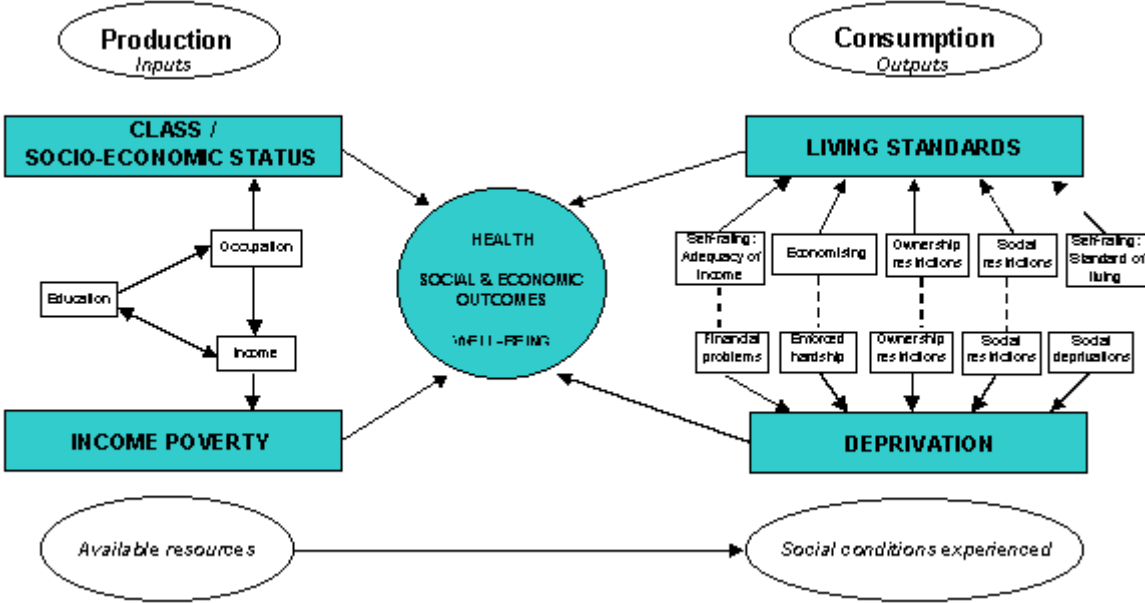 Production
Inputs
Consumption
Outputs
CLASS /
SOCIO-ECONOMIC STATUS
LIVING STANDARDS
HEALTH
SOCIAL & ECONOMIC
OUTCOMES
WELL-BEING
Occupation
Education
Income
Self-rating:
Adequacy of
Income
Economising
Ownership
restrictions
Social
restrictions
Self-rating:
Standard of
living
Financial
problems
Enforced
hardship
Ownership
restrictions
Social
restrictions
Social
deprivations
INCOME POVERTY
DEPRIVATION
Available resources
Social conditions experienced